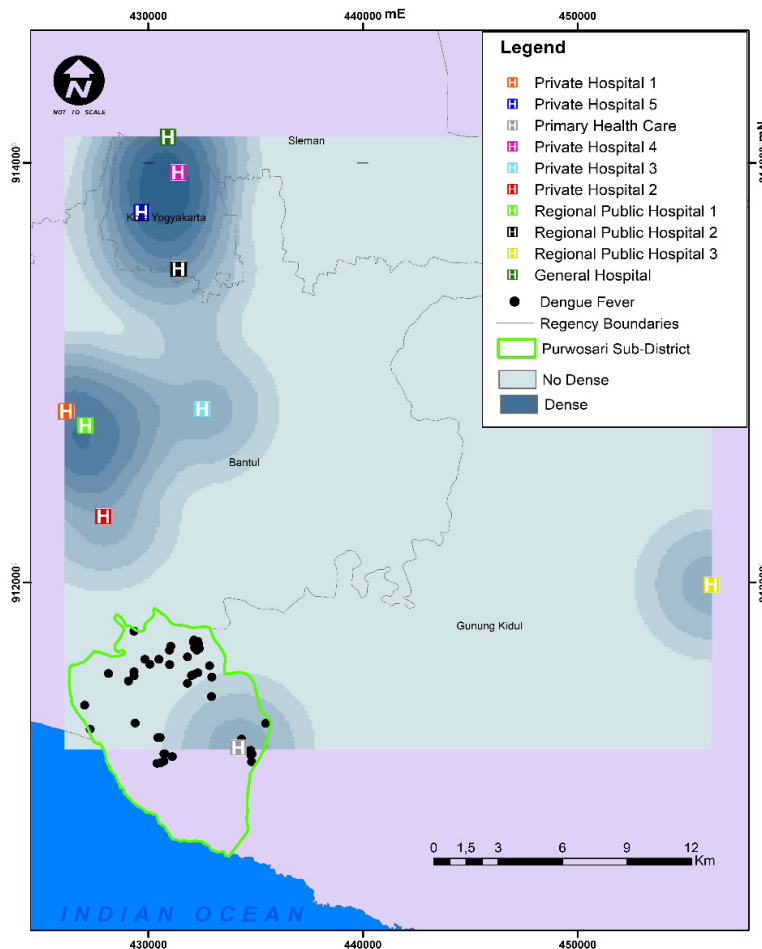 430000
440000 mE
450000
N
NOT TO SCALE
Legend
H Private Hospital 1
H Private Hospital 5
H Primary Health Care
H Private Hospital 4
H Private Hospital 3
H Private Hospital 2
H Regional Public Hospital 1
H Regional Public Hospital 2
H Regional Public Hospital 3
H General Hospital
Dengue Fever
Regency Boundaries
Purwosari Sub-District
No Dense
Dense
H
Sleman
9140000
mN
H
H
Kota Yogyakarta
H
H
H
H
Bantul
H
9120000
H
Gunung Kidul
H
0 1,5 3 6 9 12
Km
INDIAN OCEAN
430000
440000
450000